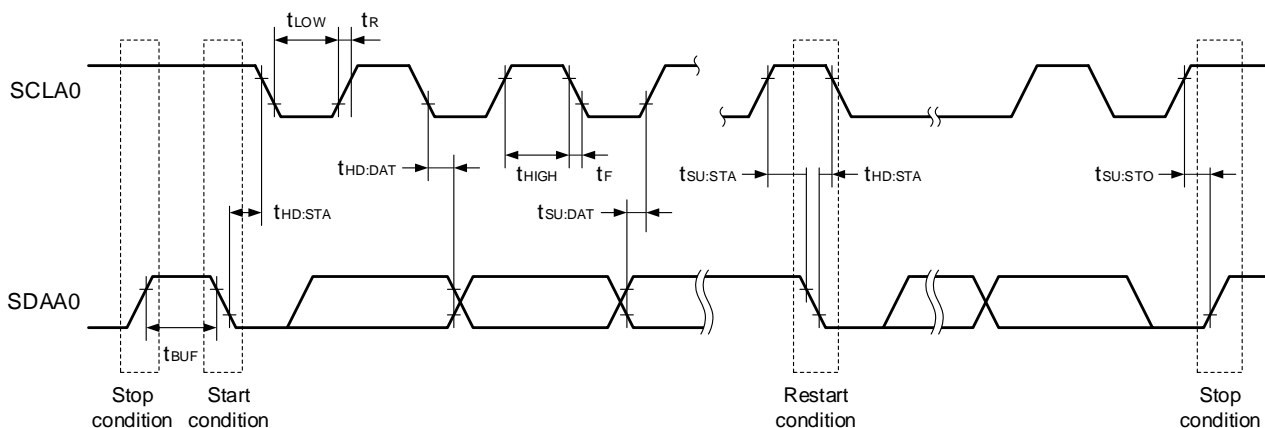 tLOW tR
SCLA0
tHD:DAT tHIGH tF tSU:STA tHD:STA tSU:STO
tHD:STA tSU:DAT
SDAA0
tBUF
Stop condition
Start condition
Restart condition
Stop condition